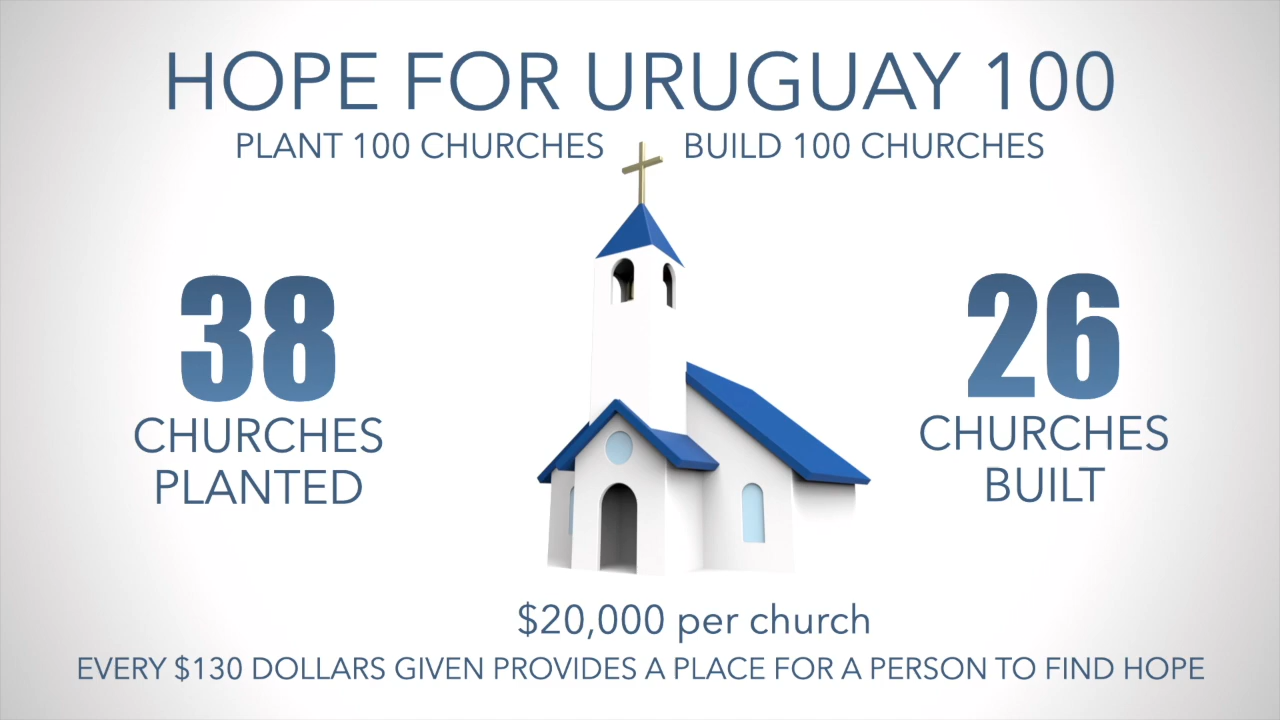 HOPE FOR URUGUAY 100
PLANT 100 CHURCHES BUILD 100 CHURCHES
38
CHURCHES
PLANTED
26
CHURCHES
BUILT
$20,000 per church
EVERY $130 DOLLARS GIVEN PROVIDES A PLACE FOR A PERSON TO FIND HOPE